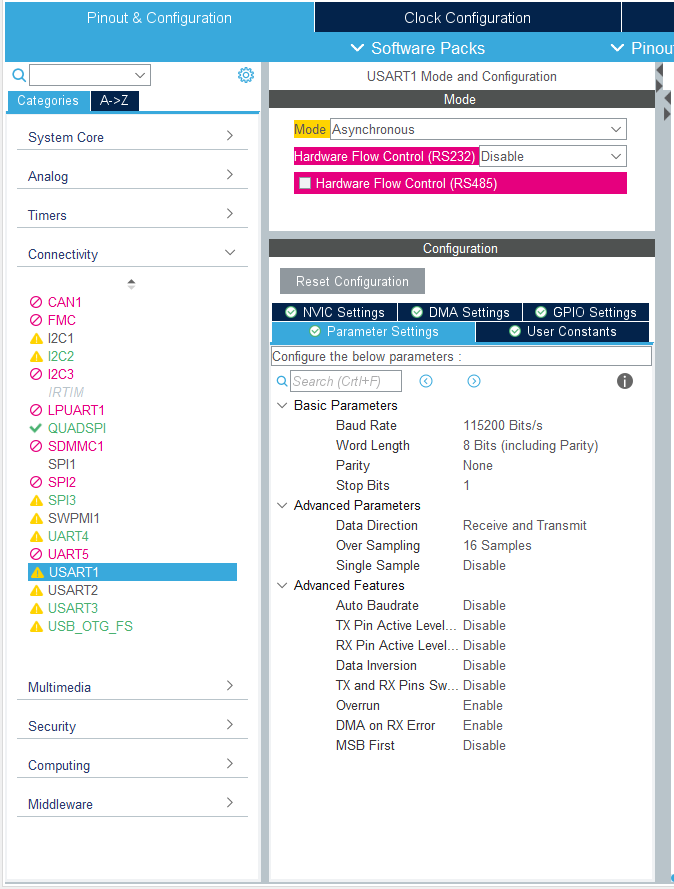 Pinout & Configuration
Clock Configuration
Software Packs
Pinou
Categories
A->Z
System Core
Analog
Timers
Connectivity
CAN1
FMC
I2C1
I2C2
I2C3
IRTIM
LPUART1
QUADSPI
SDMMC1
SPI1
SPI2
SPI3
SWPMI1
UART4
UART5
USART1
USART2
USART3
USB_OTG_FS
Multimedia
Security
Computing
Middleware
USART1 Mode and Configuration
Mode
Mode Asynchronous
Hardware Flow Control (RS232) Disable
Hardware Flow Control (RS485)
Configuration
Reset Configuration
NVIC Settings
DMA Settings
GPIO Settings
Parameter Settings
User Constants
Configure the below parameters :
Search (Crtl+F)
Basic Parameters
Baud Rate 115200 Bits/s
Word Length 8 Bits (including Parity)
Parity None
Stop Bits 1
Advanced Parameters
Data Direction Receive and Transmit
Over Sampling 16 Samples
Single Sample Disable
Advanced Features
Auto Baudrate Disable
TX Pin Active Level... Disable
RX Pin Active Level... Disable
Data Inversion Disable
TX and RX Pins Sw... Disable
Overrun Enable
DMA on RX Error Enable
MSB First Disable